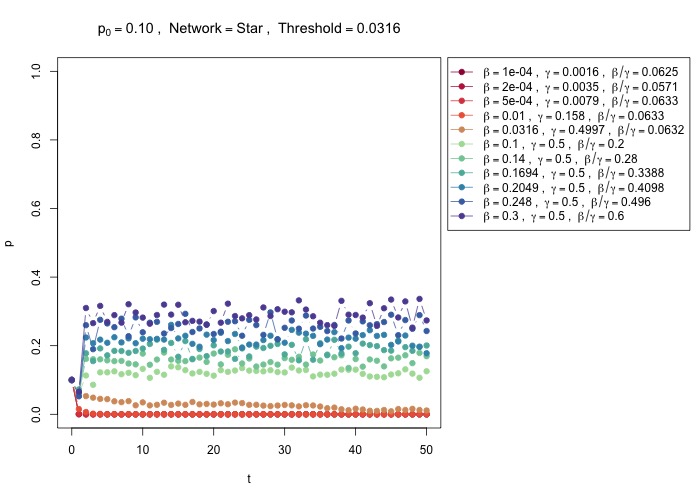 p₀ = 0.10 , Network = Star , Threshold = 0.0316
1.0
0.8
0.6
0.4
0.2
0.0
p
0 10 20 30 40 50
t
β = 1e-04 , γ = 0.0016 , β/γ = 0.0625
β = 2e-04 , γ = 0.0035 , β/γ = 0.0571
β = 5e-04 , γ = 0.0079 , β/γ = 0.0633
β = 0.01 , γ = 0.158 , β/γ = 0.0633
β = 0.0316 , γ = 0.4997 , β/γ = 0.0632
β = 0.1 , γ = 0.5 , β/γ = 0.2
β = 0.14 , γ = 0.5 , β/γ = 0.28
β = 0.1694 , γ = 0.5 , β/γ = 0.3388
β = 0.2049 , γ = 0.5 , β/γ = 0.4098
β = 0.248 , γ = 0.5 , β/γ = 0.496
β = 0.3 , γ = 0.5 , β/γ = 0.6